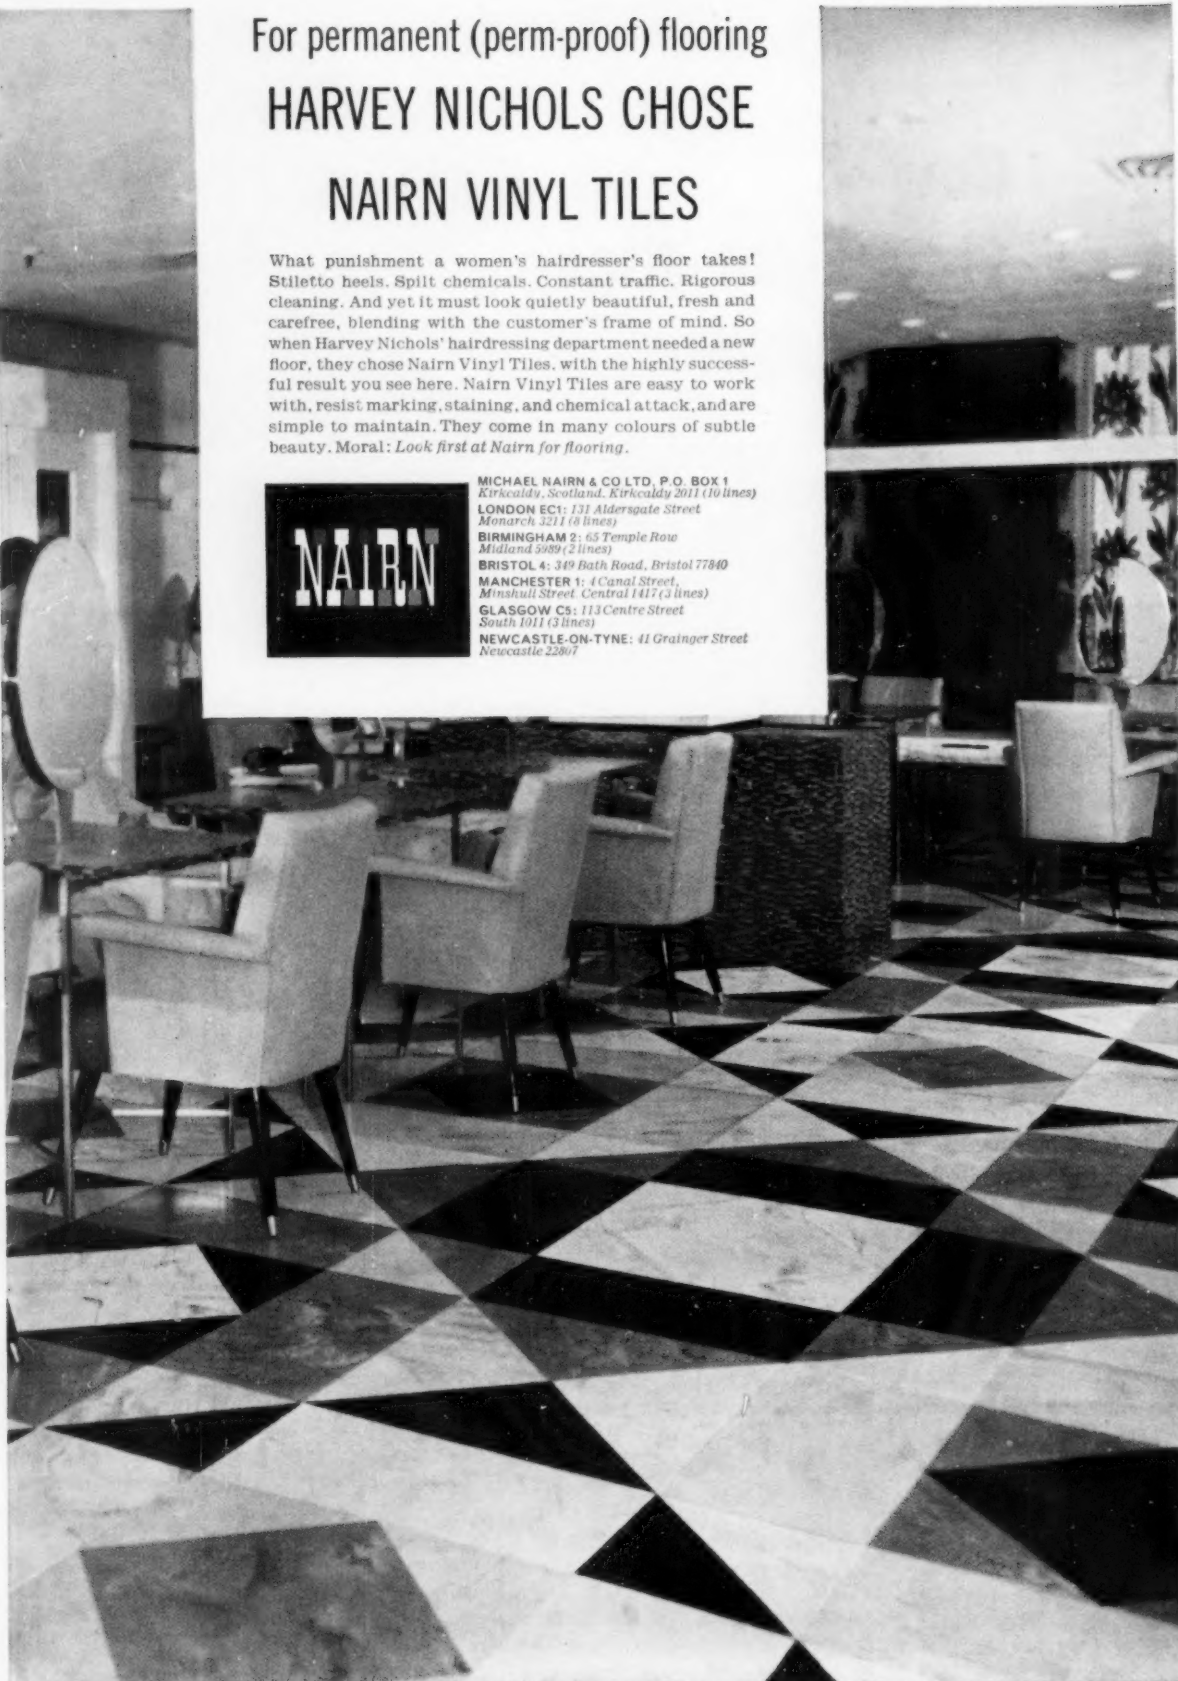 For permanent (perm-proof) flooring
HARVEY NICHOLS CHOSE
NAIRN VINYL TILES
What punishment a women's hairdresser's floor takes!
Stiletto heels. Spilt chemicals. Constant traffic. Rigorous
cleaning. And yet it must look quietly beautiful, fresh and
carefree, blending with the customer's frame of mind. So
when Harvey Nichols' hairdressing department needed a new
floor, they chose Nairn Vinyl Tiles, with the highly success-
ful result you see here. Nairn Vinyl Tiles are easy to work
with, resist marking, staining, and chemical attack, and are
simple to maintain. They come in many colours of subtle
beauty. Moral: Look first at Nairn for flooring.
NAIRN
MICHAEL NAIRN & CO LTD, P.O. BOX 1
Kirkcaldy, Scotland. Kirkcaldy 2011 (10 lines)
LONDON EC1: 131 Aldersgate Street
Monarch 3211 (8 lines)
BIRMINGHAM 2: 65 Temple Row
Midland 5989 (2 lines)
BRISTOL 4: 349 Bath Road, Bristol 77840
MANCHESTER 1: 4 Canal Street,
Minshull Street. Central 1417 (3 lines)
GLASGOW C5: 113 Centre Street
South 1011 (3 lines)
NEWCASTLE-ON-TYNE: 41 Grainger Street
Newcastle 22807